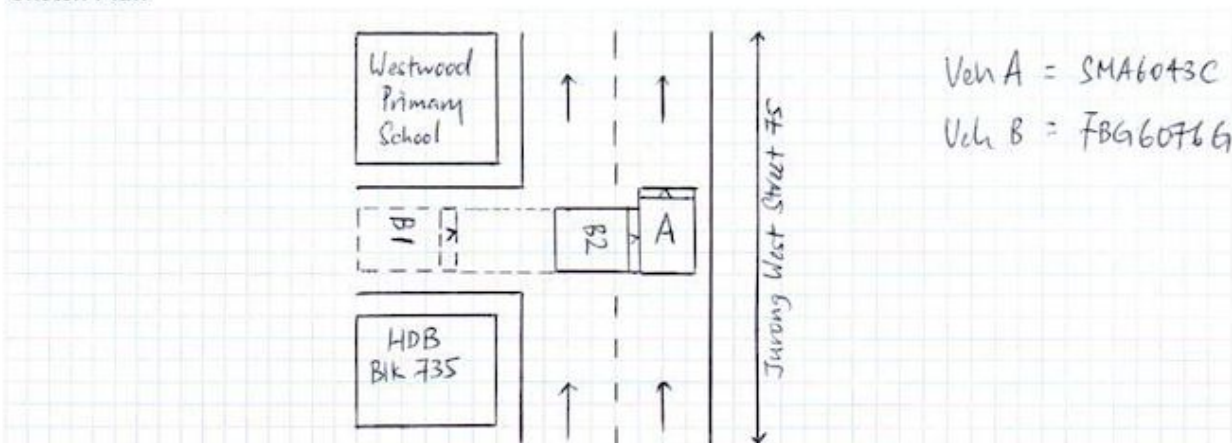 Westwood
Primary
School
B1
B2
A
HDB
Blk 735
Jurong West Street 75
Veh A = SMA6043C
Veh B = FBG6076G